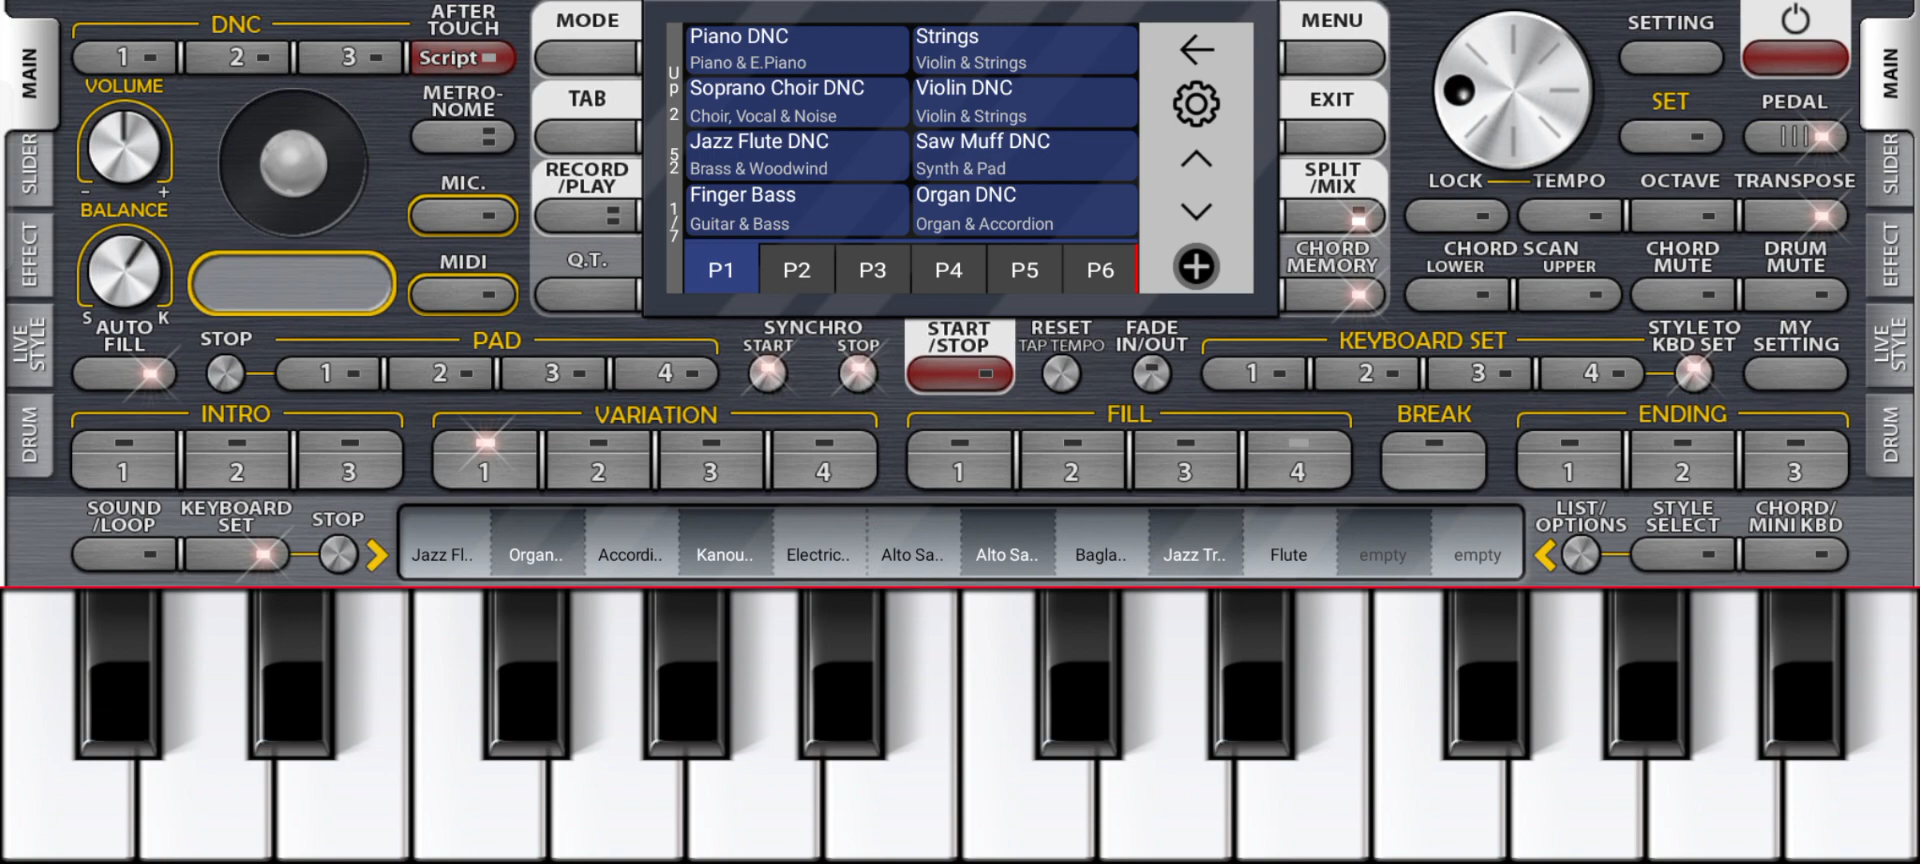 DNC
AFTER
TOUCH
1 2 3 Script
VOLUME
- +
BALANCE
S K
METRO-
NOME
MIC.
MIDI
MODE
TAB
RECORD
/PLAY
Q.T.
Up 2
52
1/7
Piano DNC
Piano & E.Piano
Strings
Violin & Strings
Soprano Choir DNC
Choir, Vocal & Noise
Violin DNC
Violin & Strings
Jazz Flute DNC
Brass & Woodwind
Saw Muff DNC
Synth & Pad
Finger Bass
Guitar & Bass
Organ DNC
Organ & Accordion
P1 P2 P3 P4 P5 P6
MENU
EXIT
SPLIT
/MIX
CHORD
MEMORY
SETTING
SET
PEDAL
LOCK TEMPO OCTAVE TRANSPOSE
CHORD SCAN
LOWER UPPER
CHORD
MUTE
DRUM
MUTE
MAIN
SLIDER
EFFECT
LIVE
STYLE
DRUM
MAIN
SLIDER
EFFECT
LIVE
STYLE
DRUM
AUTO
FILL
STOP
PAD
1 2 3 4
SYNCHRO
START STOP
START
/STOP
RESET
TAP TEMPO
FADE
IN/OUT
KEYBOARD SET
1 2 3 4
STYLE TO
KBD SET
MY
SETTING
INTRO
1 2 3
VARIATION
1 2 3 4
FILL
1 2 3 4
BREAK
ENDING
1 2 3
SOUND
/LOOP
KEYBOARD
SET
STOP
Jazz Fl.. Organ.. Accordi.. Kanou.. Electric.. Alto Sa.. Alto Sa.. Bagla.. Jazz Tr.. Flute empty empty
LIST/
OPTIONS
STYLE
SELECT
CHORD/
MINI KBD